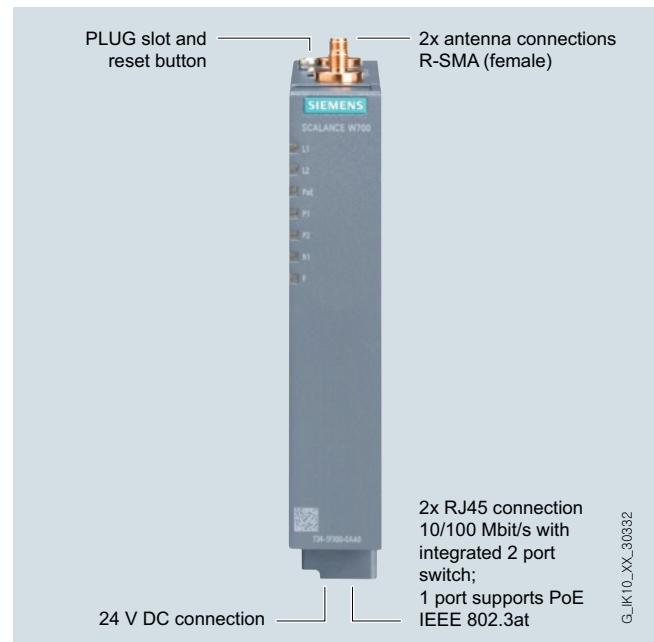 PLUG slot and
reset button
2x antenna connections
R-SMA (female)
SIEMENS
SCALANCE W700
L1
L2
PoE
P1
P2
R1
F
2x RJ45 connection
10/100 Mbit/s with
integrated 2 port
switch;
1 port supports PoE
IEEE 802.3at
24 V DC connection
G_IK10_XX_30332